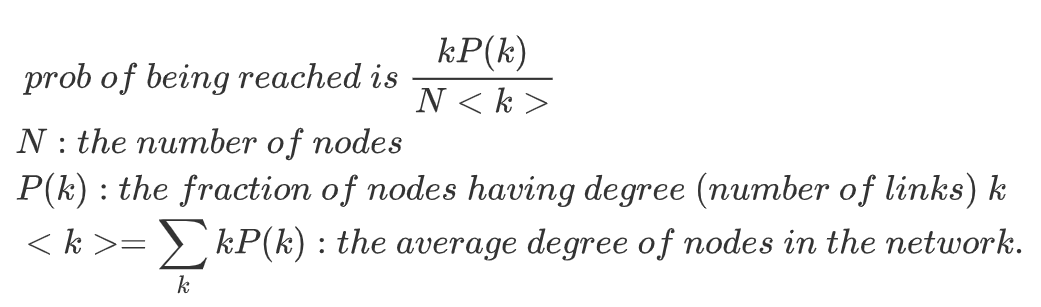 prob of being reached is kP(k) / N < k >
N : the number of nodes
P(k) : the fraction of nodes having degree (number of links) k
< k >= ∑_k kP(k) : the average degree of nodes in the network.